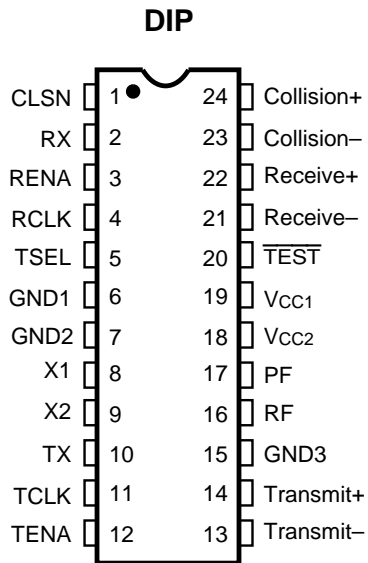 DIP
CLSN 1 24 Collision+
RX 2 23 Collision–
RENA 3 22 Receive+
RCLK 4 21 Receive–
TSEL 5 20 TEST
GND1 6 19 VCC1
GND2 7 18 VCC2
X1 8 17 PF
X2 9 16 RF
TX 10 15 GND3
TCLK 11 14 Transmit+
TENA 12 13 Transmit–